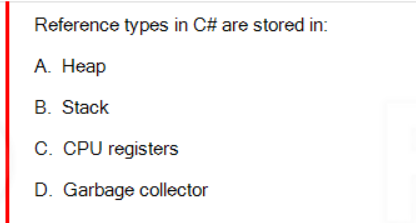 Reference types in C# are stored in:
A. Heap
B. Stack
C. CPU registers
D. Garbage collector